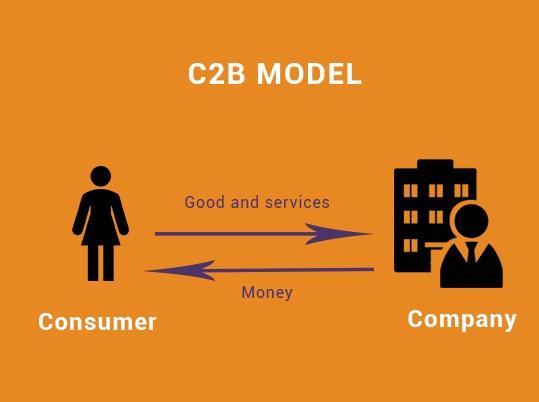 C2B MODEL
Good and services
Money
Consumer
Company